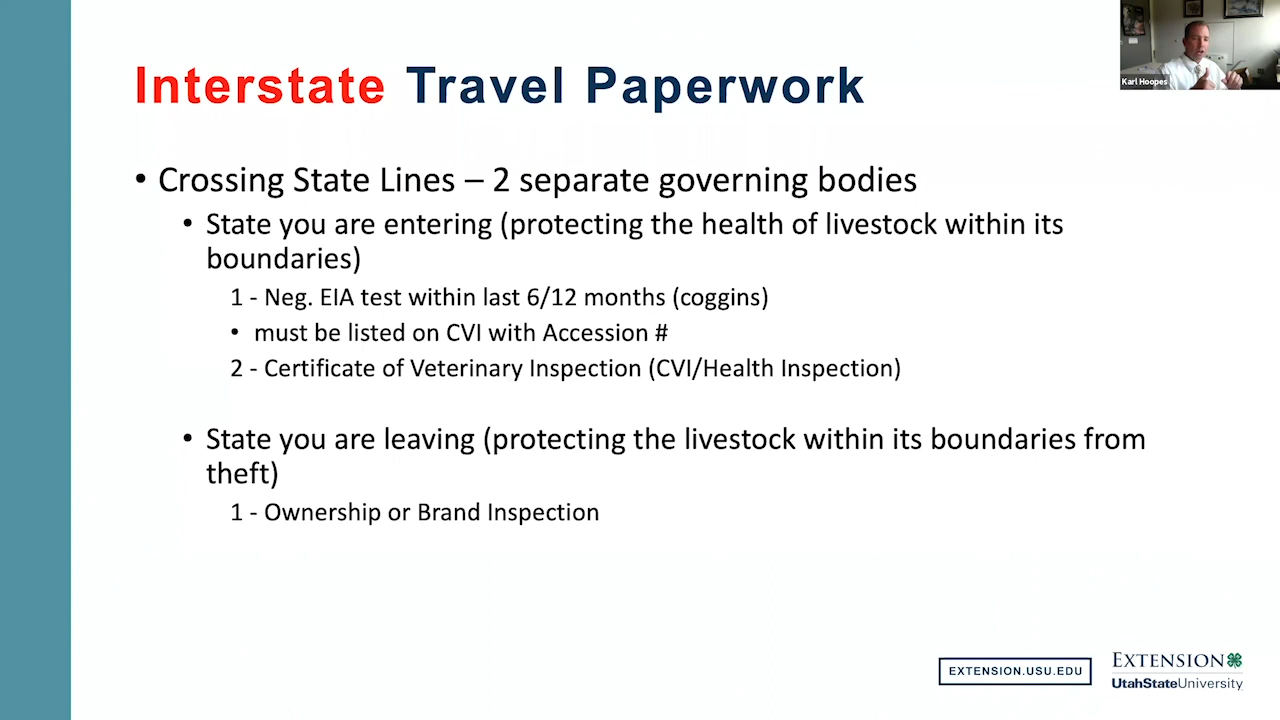 Interstate Travel Paperwork
Karl Hoopes
• Crossing State Lines – 2 separate governing bodies
• State you are entering (protecting the health of livestock within its
boundaries)
1 - Neg. EIA test within last 6/12 months (coggins)
• must be listed on CVI with Accession #
2 - Certificate of Veterinary Inspection (CVI/Health Inspection)
• State you are leaving (protecting the livestock within its boundaries from
theft)
1 - Ownership or Brand Inspection
EXTENSION.USU.EDU
EXTENSION
UtahStateUniversity